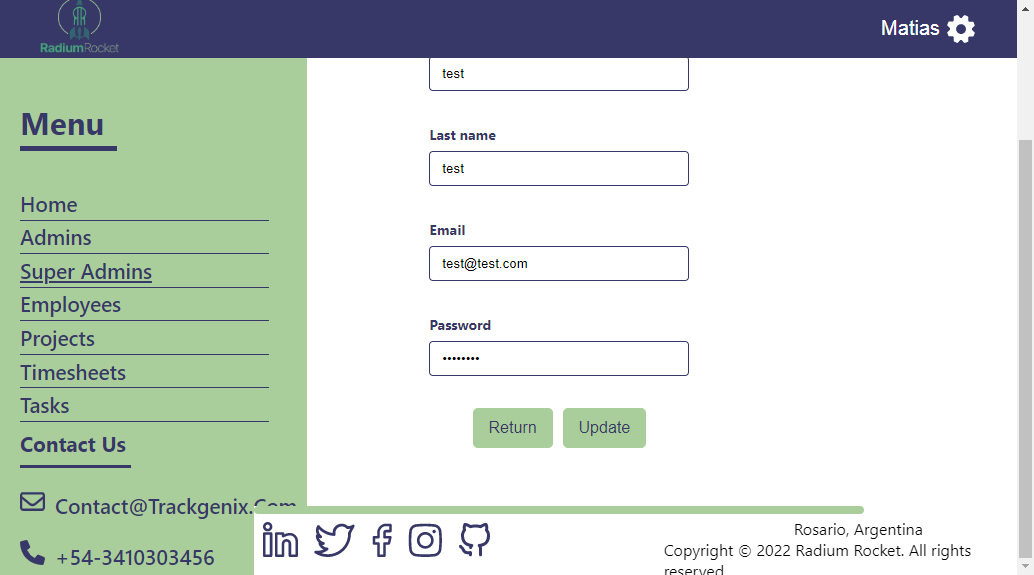 RadiumRocket
Matias
Menu
Home
Admins
Super Admins
Employees
Projects
Timesheets
Tasks
Contact Us
Contact@Trackgenix.Com
+54-3410303456
test
Last name
test
Email
test@test.com
Password
••••••••
Return
Update
Rosario, Argentina
Copyright © 2022 Radium Rocket. All rights
reserved